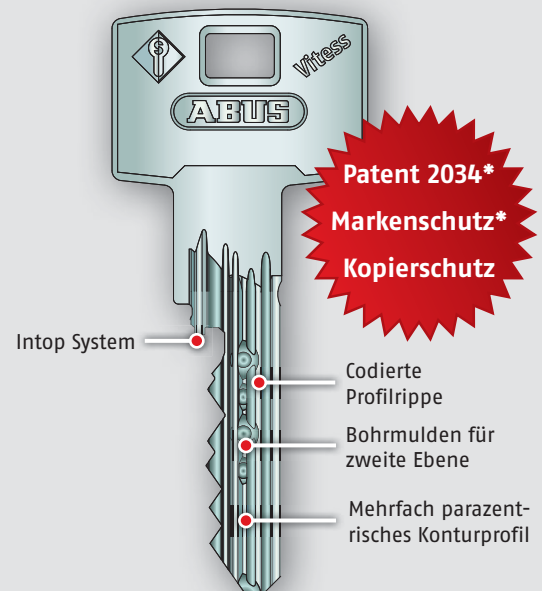 S
Vitess
ABUS
Patent 2034*
Markenschutz*
Kopierschutz
Intop System
Codierte
Profilrippe
Bohrmulden für
zweite Ebene
Mehrfach parazent-
risches Konturprofil